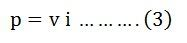 p = v i ………. (3)